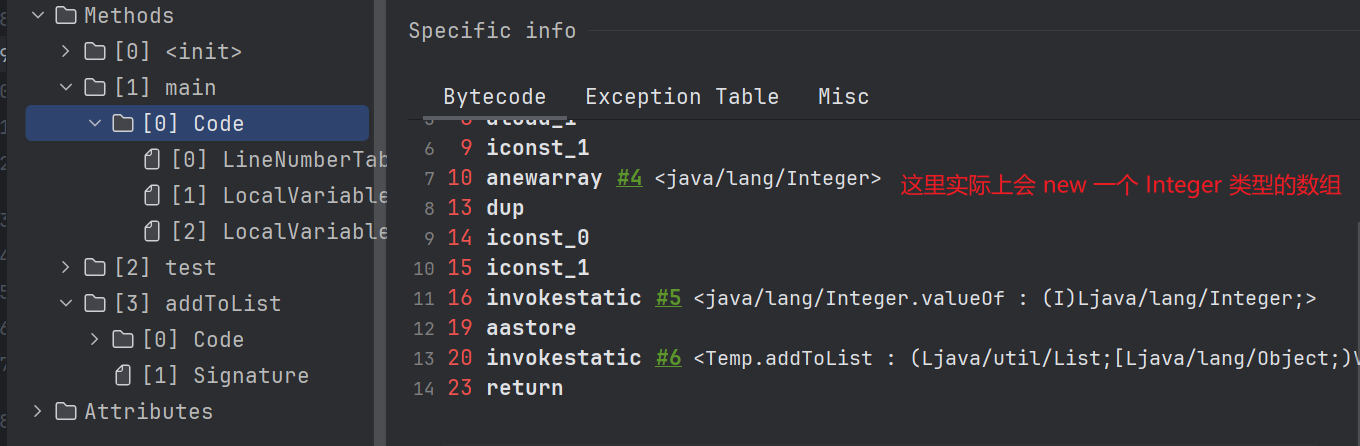 Methods
[0] <init>
[1] main
[0] Code
[0] LineNumberTab
[1] LocalVariable
[2] LocalVariable
[2] test
[3] addToList
[0] Code
[1] Signature
Attributes
Specific info
Bytecode Exception Table Misc
6 9 iconst_1
7 10 anewarray #4 <java/lang/Integer> 这里实际上会 new 一个 Integer 类型的数组
8 13 dup
9 14 iconst_0
10 15 iconst_1
11 16 invokestatic #5 <java/lang/Integer.valueOf : (I)Ljava/lang/Integer;>
12 19 aastore
13 20 invokestatic #6 <Temp.addToList : (Ljava/util/List;[Ljava/lang/Object;)V
14 23 return